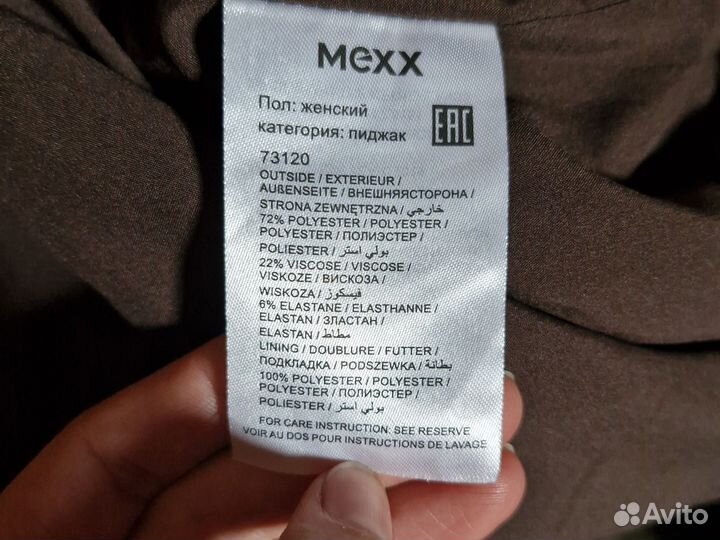 Mexx
Пол: женский
категория: пиджак
EAC
73120
OUTSIDE / EXTERIEUR /
AUßENSEITE / ВНЕШНЯЯСТОРОНА /
STRONA ZEWNĘTRZNA / خارجي /
72% POLYESTER / POLYESTER /
POLYESTER / ПОЛИЭСТЕР /
POLIESTER / بولي استر /
22% VISCOSE / VISCOSE /
VISKOZE / ВИСКОЗА /
WISKOZA / فيسكوز /
6% ELASTANE / ELASTHANNE /
ELASTAN / ЗЛАСТАН /
ELASTAN / مطاط /
LINING / DOUBLURE / FUTTER /
ПОДКЛАДКА / PODSZEWKA / بطانة /
100% POLYESTER / POLYESTER /
POLYESTER / ПОЛИЭСТЕР /
POLIESTER / بولي استر /
FOR CARE INSTRUCTION: SEE RESERVE
VOIR AU DOS POUR INSTRUCTIONS DE LAVAGE
Avito